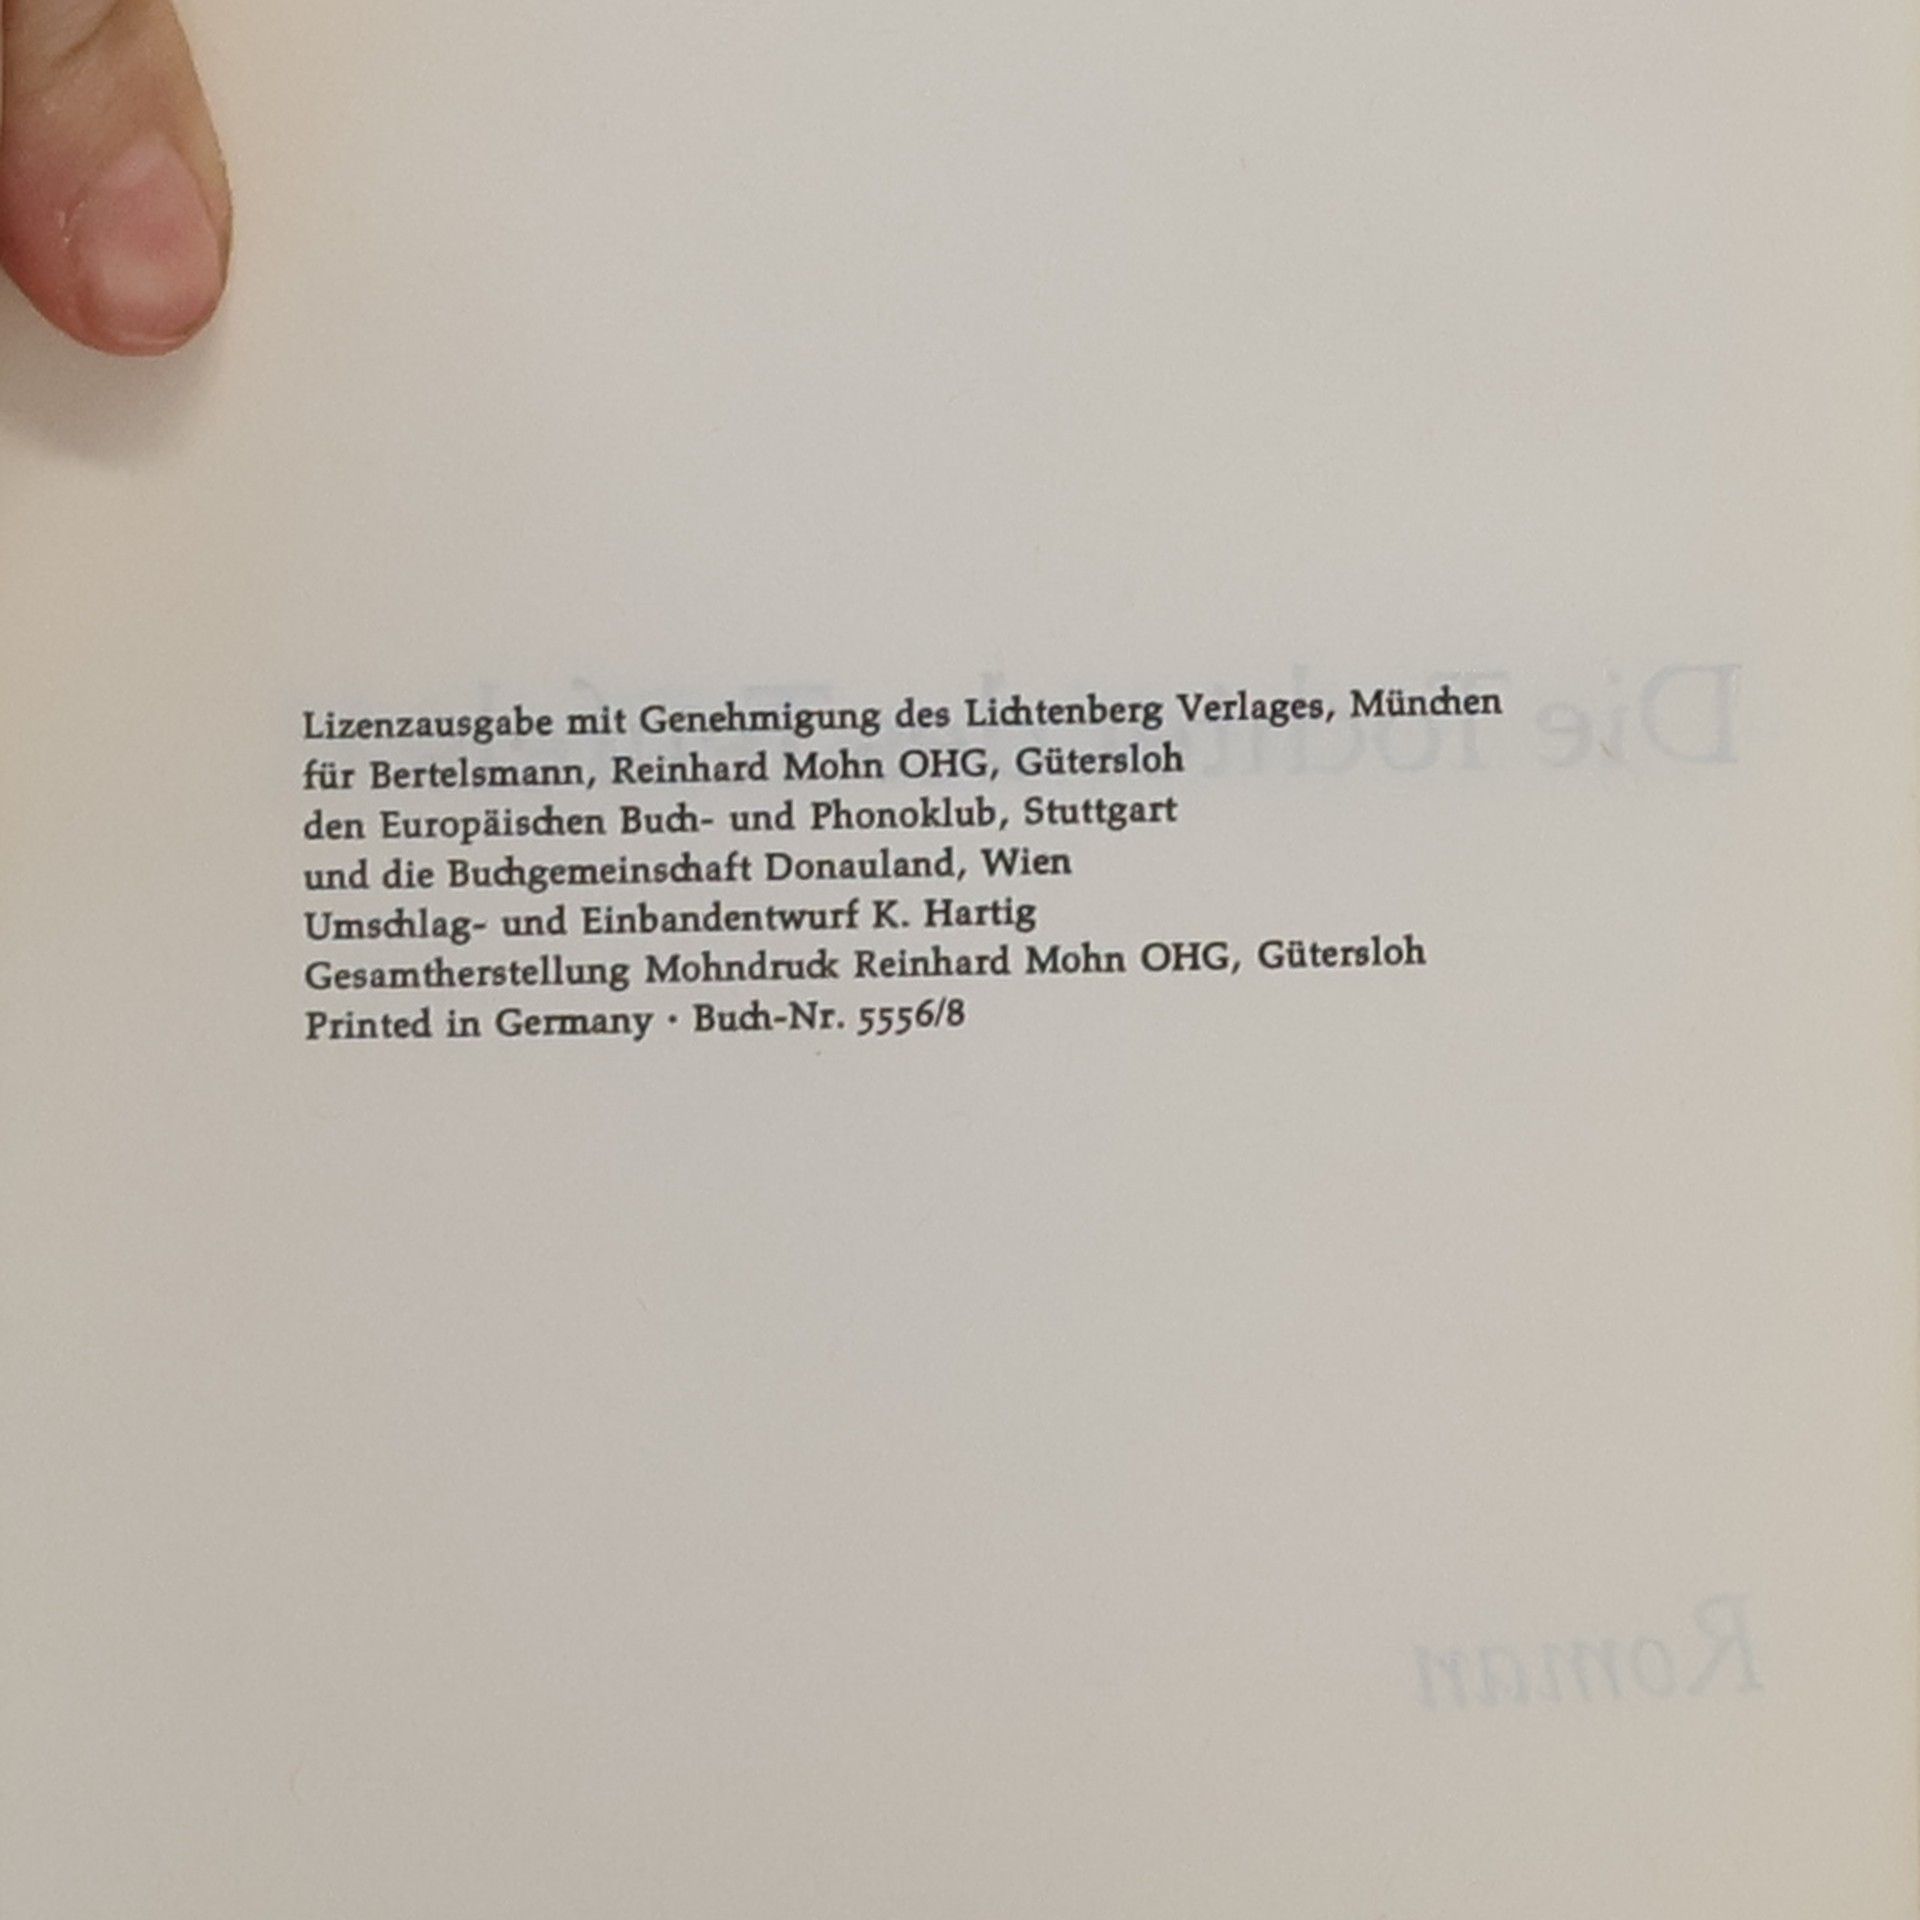 Lizenzausgabe mit Genehmigung des Lichtenberg Verlages, München
für Bertelsmann, Reinhard Mohn OHG, Gütersloh
den Europäischen Buch- und Phonoklub, Stuttgart
und die Buchgemeinschaft Donauland, Wien
Umschlag- und Einbandentwurf K. Hartig
Gesamtherstellung Mohndruck Reinhard Mohn OHG, Gütersloh
Printed in Germany · Buch-Nr. 5556/8
Roman